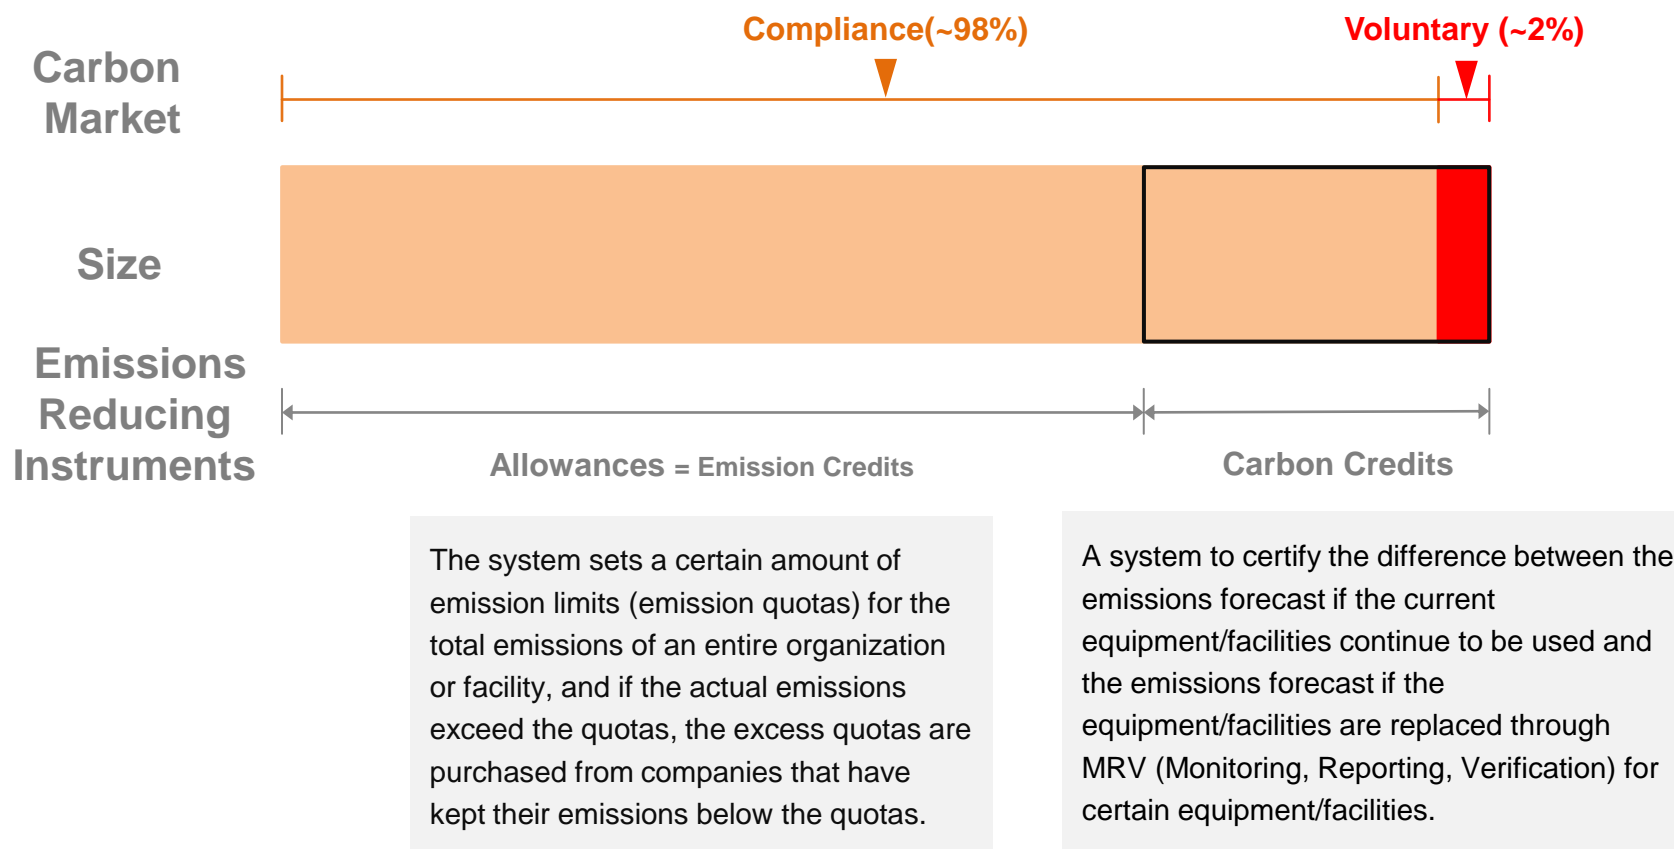 Compliance(~98%)
Voluntary (~2%)
Carbon
Market
Size
Emissions
Reducing
Instruments
Allowances = Emission Credits
Carbon Credits
The system sets a certain amount of
emission limits (emission quotas) for the
total emissions of an entire organization
or facility, and if the actual emissions
exceed the quotas, the excess quotas are
purchased from companies that have
kept their emissions below the quotas.
A system to certify the difference between the
emissions forecast if the current
equipment/facilities continue to be used and
the emissions forecast if the
equipment/facilities are replaced through
MRV (Monitoring, Reporting, Verification) for
certain equipment/facilities.